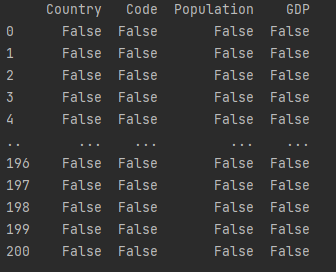 Country Code Population GDP
0 False False False False
1 False False False False
2 False False False False
3 False False False False
4 False False False False
.. ... ... ... ...
196 False False False False
197 False False False False
198 False False False False
199 False False False False
200 False False False False